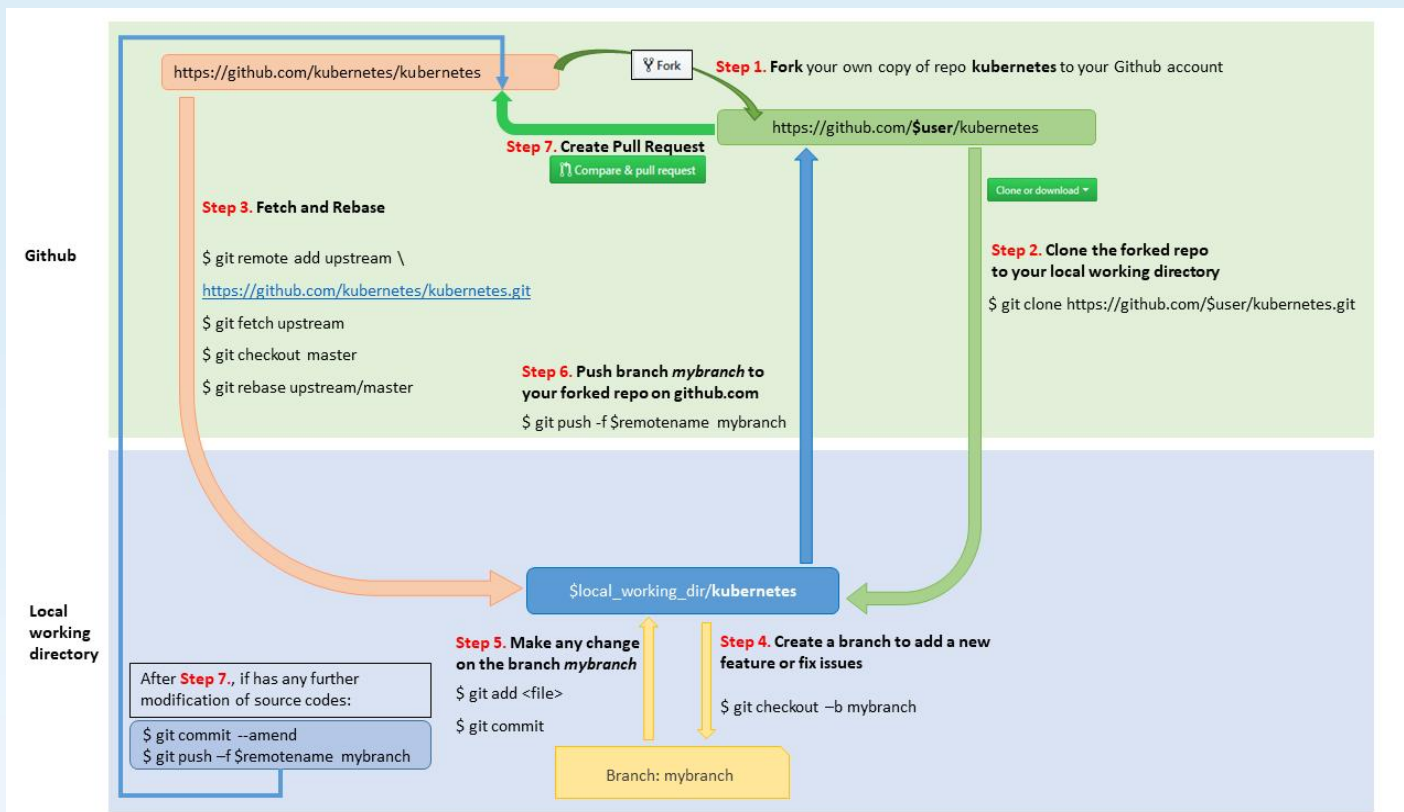 https://github.com/kubernetes/kubernetes
Fork
Step 1. Fork your own copy of repo kubernetes to your Github account
https://github.com/$user/kubernetes
Step 7. Create Pull Request
Compare & pull request
Clone or download
Step 3. Fetch and Rebase
$ git remote add upstream \
https://github.com/kubernetes/kubernetes.git
$ git fetch upstream
$ git checkout master
$ git rebase upstream/master
Github
Step 2. Clone the forked repo
to your local working directory
$ git clone https://github.com/$user/kubernetes.git
Step 6. Push branch mybranch to
your forked repo on github.com
$ git push -f $remotename mybranch
$local_working_dir/kubernetes
Local
working
directory
Step 5. Make any change
on the branch mybranch
$ git add <file>
$ git commit
Step 4. Create a branch to add a new
feature or fix issues
$ git checkout –b mybranch
After Step 7., if has any further
modification of source codes:
$ git commit --amend
$ git push –f $remotename mybranch
Branch: mybranch